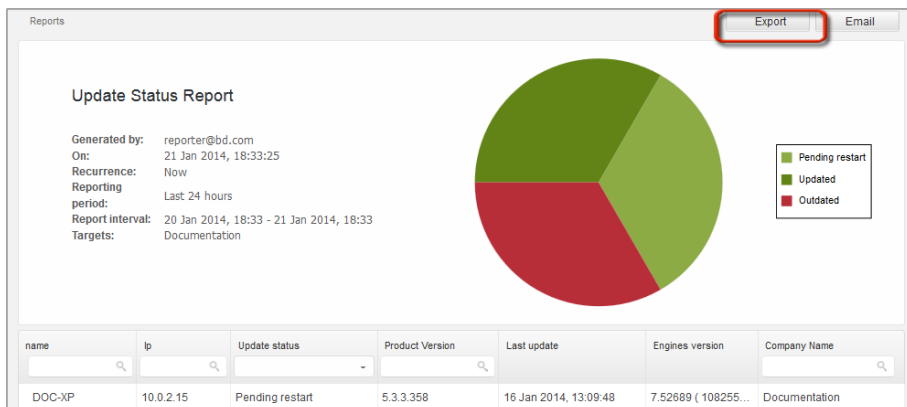 Reports
Export
Email
Update Status Report
Generated by: reporter@bd.com
On: 21 Jan 2014, 18:33:25
Recurrence: Now
Reporting period: Last 24 hours
Report interval: 20 Jan 2014, 18:33 - 21 Jan 2014, 18:33
Targets: Documentation
Pending restart
Updated
Outdated
name Ip Update status Product Version Last update Engines version Company Name
DOC-XP 10.0.2.15 Pending restart 5.3.3.358 16 Jan 2014, 13:09:48 7.52689 ( 108255... Documentation